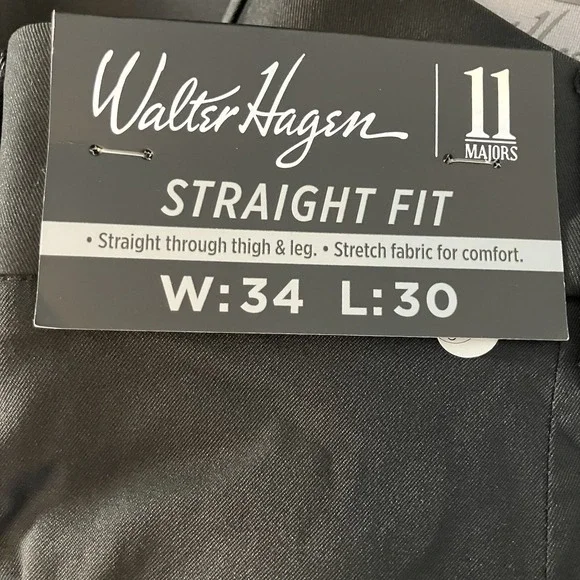 Walter Hagen
11
MAJORS
STRAIGHT FIT
• Straight through thigh & leg. • Stretch fabric for comfort.
W:34 L:30